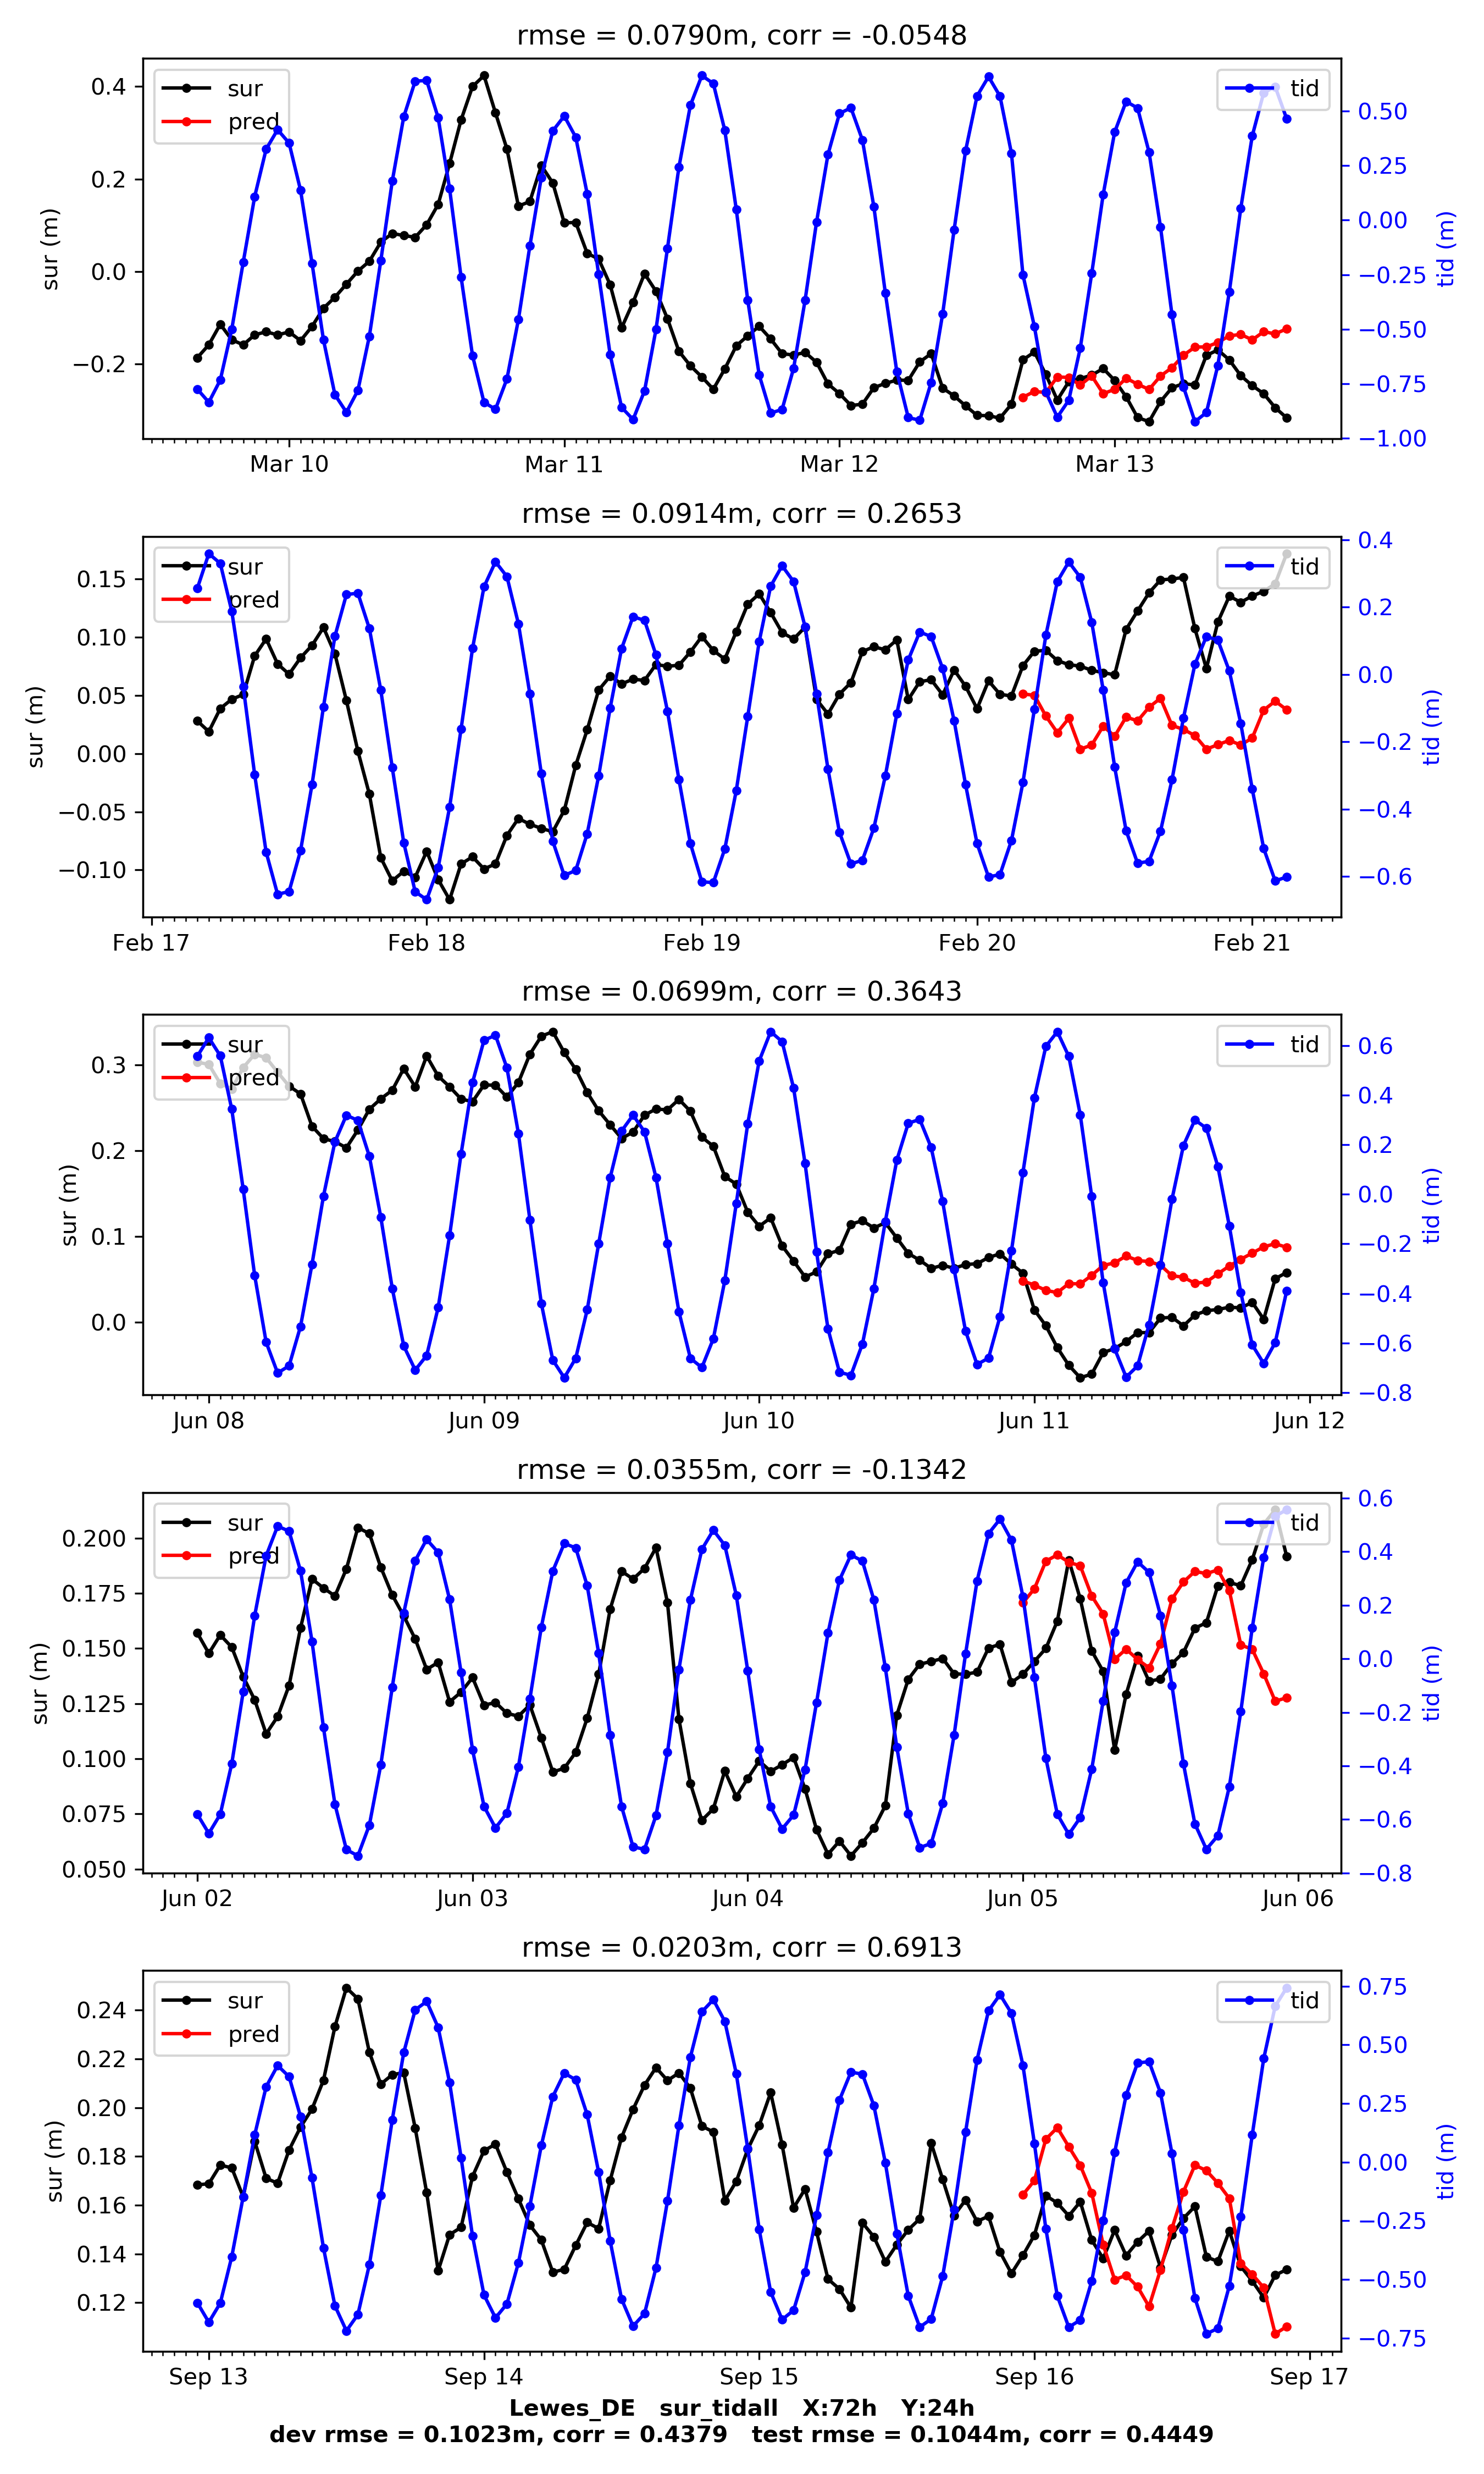 rmse = 0.0790m, corr = -0.0548
sur
pred
tid
0.4
0.2
0.0
−0.2
sur (m)
0.50
0.25
0.00
−0.25
−0.50
−0.75
−1.00
tid (m)
Mar 10 Mar 11 Mar 12 Mar 13
rmse = 0.0914m, corr = 0.2653
sur
pred
tid
0.15
0.10
0.05
0.00
−0.05
−0.10
sur (m)
0.4
0.2
0.0
−0.2
−0.4
−0.6
tid (m)
Feb 17 Feb 18 Feb 19 Feb 20 Feb 21
rmse = 0.0699m, corr = 0.3643
sur
pred
tid
0.3
0.2
0.1
0.0
sur (m)
0.6
0.4
0.2
0.0
−0.2
−0.4
−0.6
−0.8
tid (m)
Jun 08 Jun 09 Jun 10 Jun 11 Jun 12
rmse = 0.0355m, corr = -0.1342
sur
pred
tid
0.200
0.175
0.150
0.125
0.100
0.075
0.050
sur (m)
0.6
0.4
0.2
0.0
−0.2
−0.4
−0.6
−0.8
tid (m)
Jun 02 Jun 03 Jun 04 Jun 05 Jun 06
rmse = 0.0203m, corr = 0.6913
sur
pred
tid
0.24
0.22
0.20
0.18
0.16
0.14
0.12
sur (m)
0.75
0.50
0.25
0.00
−0.25
−0.50
−0.75
tid (m)
Sep 13 Sep 14 Sep 15 Sep 16 Sep 17
Lewes_DE sur_tidall X:72h Y:24h
dev rmse = 0.1023m, corr = 0.4379 test rmse = 0.1044m, corr = 0.4449